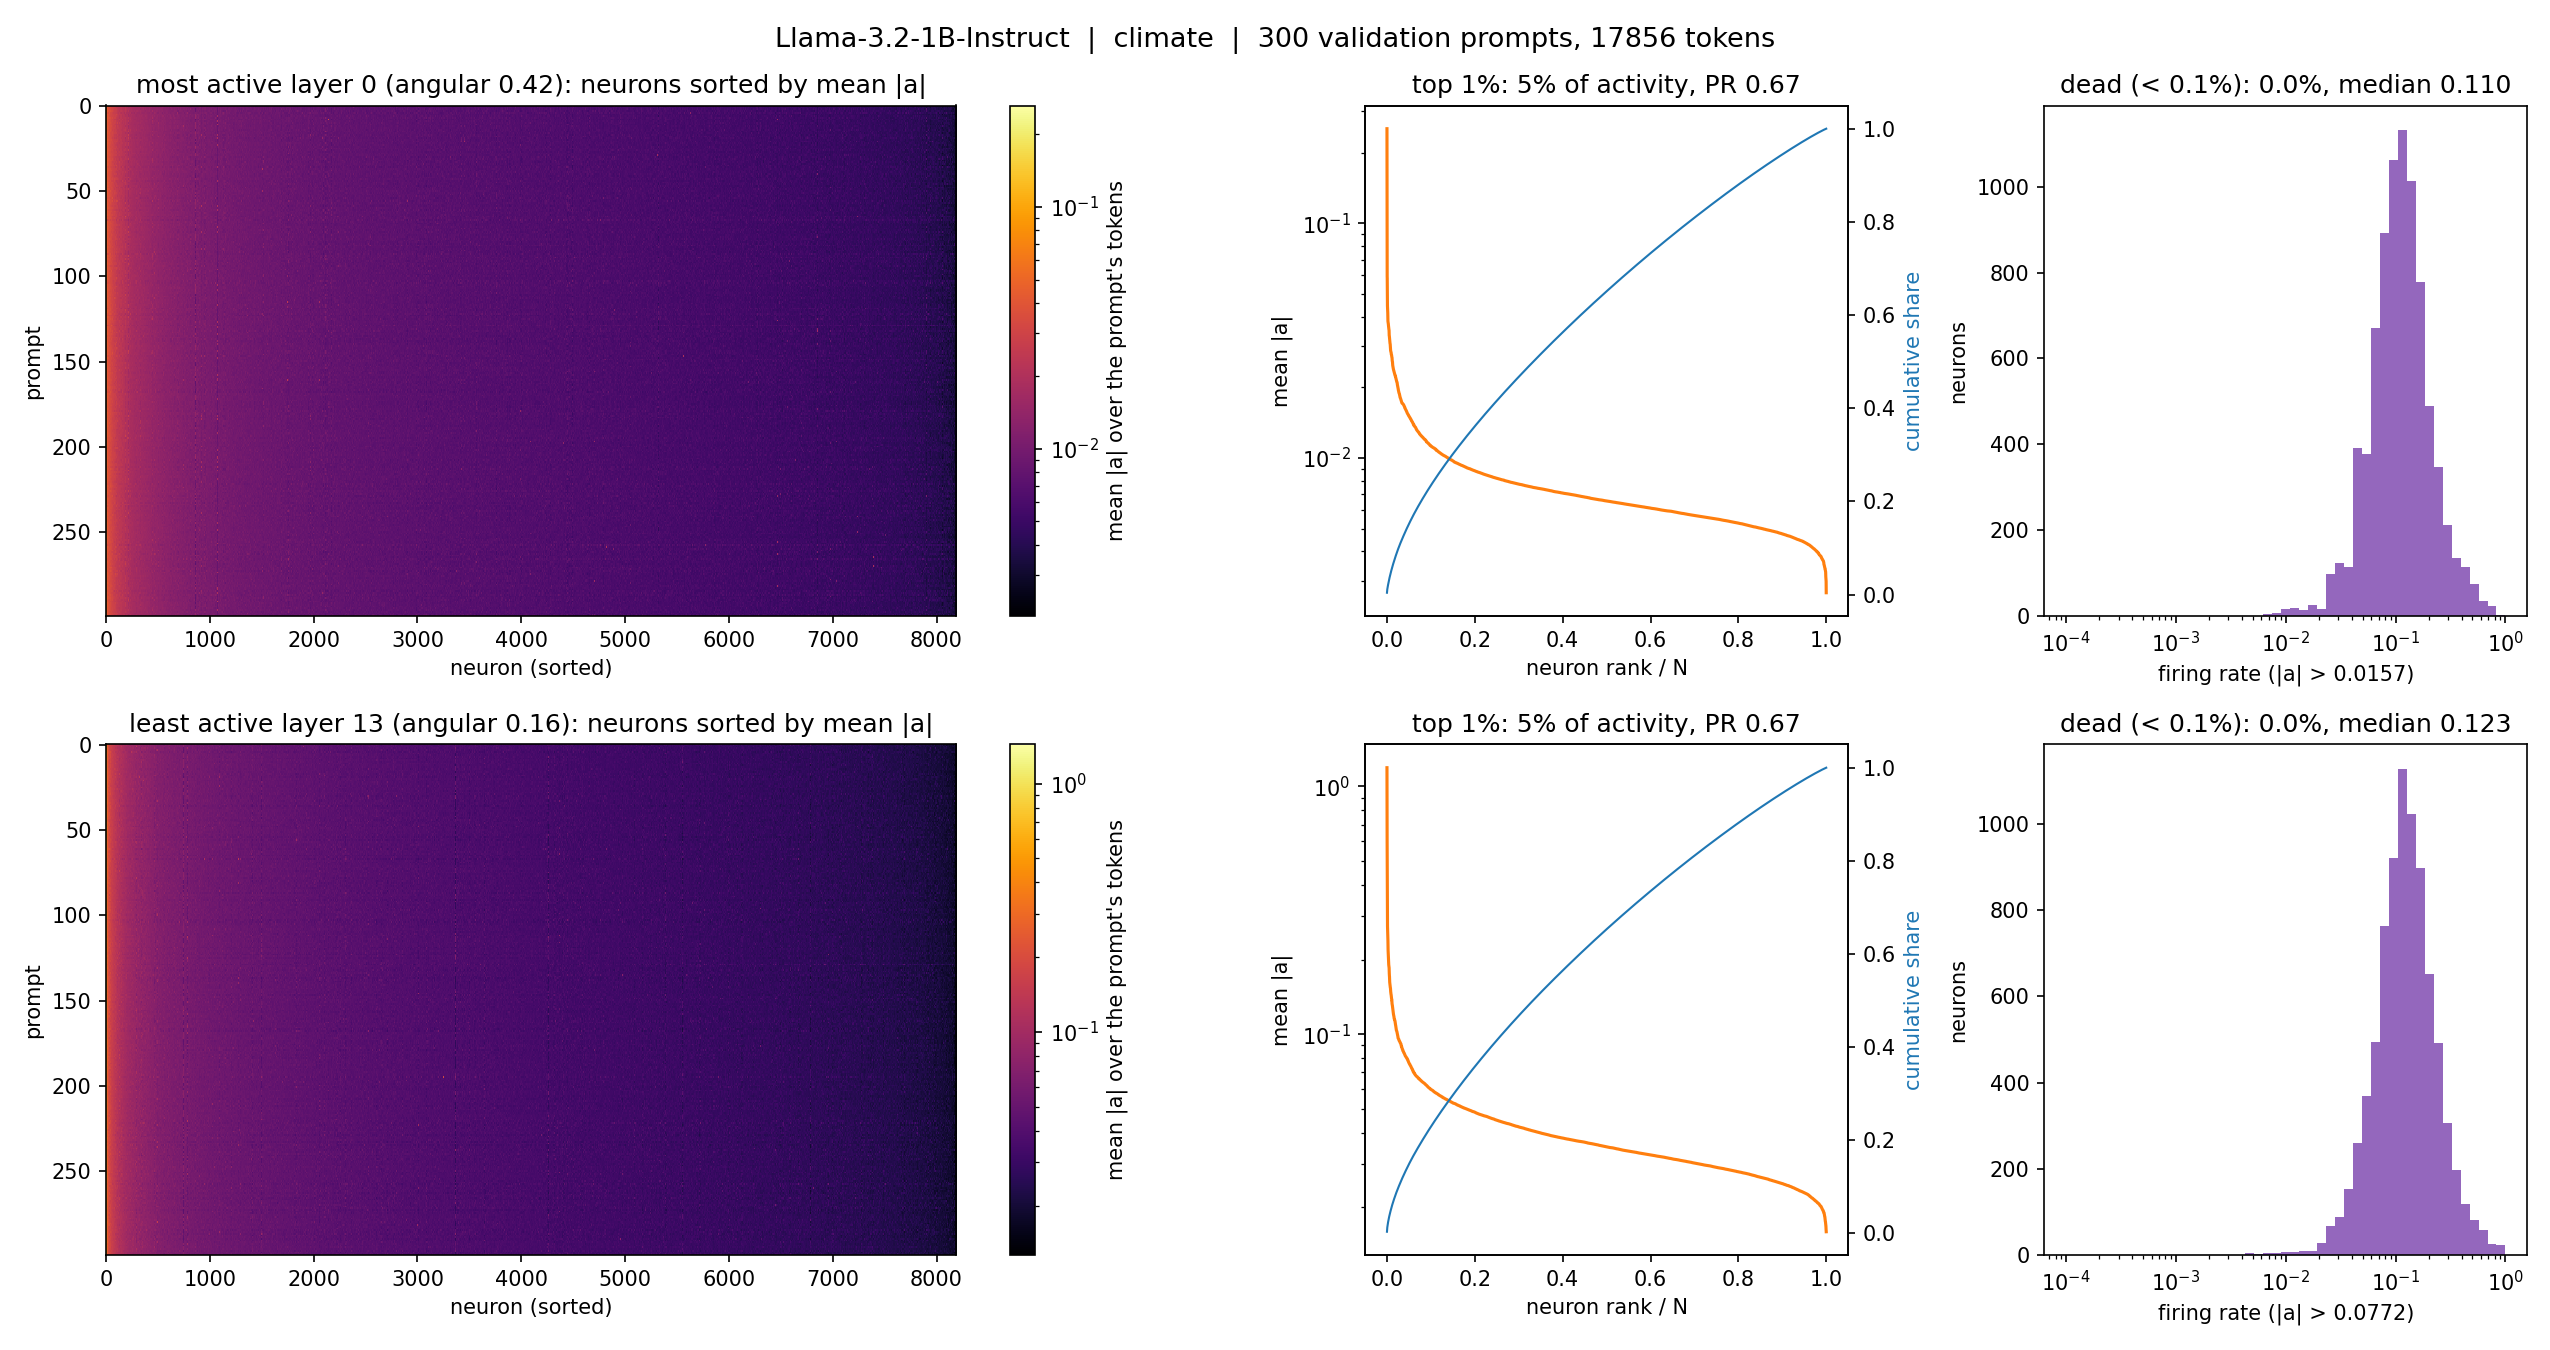 Llama-3.2-1B-Instruct | climate | 300 validation prompts, 17856 tokens
most active layer 0 (angular 0.42): neurons sorted by mean |a|
0
50
100
150
200
250
prompt
0 1000 2000 3000 4000 5000 6000 7000 8000
neuron (sorted)
10⁻¹
10⁻²
mean |a| over the prompt's tokens
top 1%: 5% of activity, PR 0.67
10⁻¹
10⁻²
mean |a|
0.0 0.2 0.4 0.6 0.8 1.0
neuron rank / N
1.0
0.8
0.6
0.4
0.2
0.0
cumulative share
dead (< 0.1%): 0.0%, median 0.110
1000
800
600
400
200
0
neurons
10⁻⁴ 10⁻³ 10⁻² 10⁻¹ 10⁰
firing rate (|a| > 0.0157)
least active layer 13 (angular 0.16): neurons sorted by mean |a|
0
50
100
150
200
250
prompt
0 1000 2000 3000 4000 5000 6000 7000 8000
neuron (sorted)
10⁰
10⁻¹
mean |a| over the prompt's tokens
top 1%: 5% of activity, PR 0.67
10⁰
10⁻¹
mean |a|
0.0 0.2 0.4 0.6 0.8 1.0
neuron rank / N
1.0
0.8
0.6
0.4
0.2
0.0
cumulative share
dead (< 0.1%): 0.0%, median 0.123
1000
800
600
400
200
0
neurons
10⁻⁴ 10⁻³ 10⁻² 10⁻¹ 10⁰
firing rate (|a| > 0.0772)